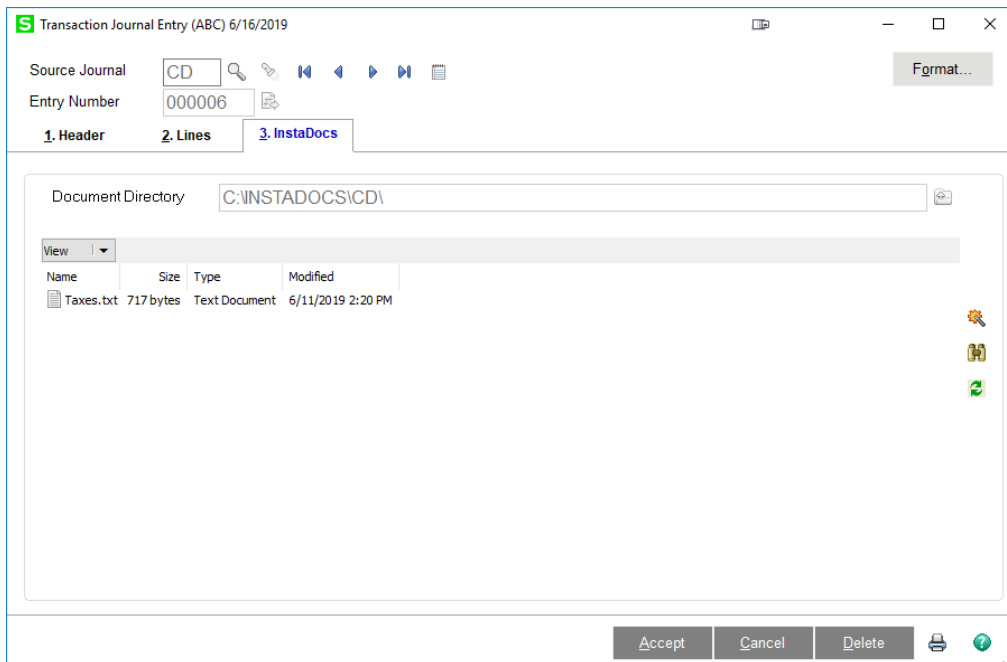 S Transaction Journal Entry (ABC) 6/16/2019
Source Journal CD Format...
Entry Number 000006
1. Header 2. Lines 3. InstaDocs
Document Directory C:\INSTADOCS\CD\
View
Name Size Type Modified
Taxes.txt 717 bytes Text Document 6/11/2019 2:20 PM
Accept Cancel Delete ?